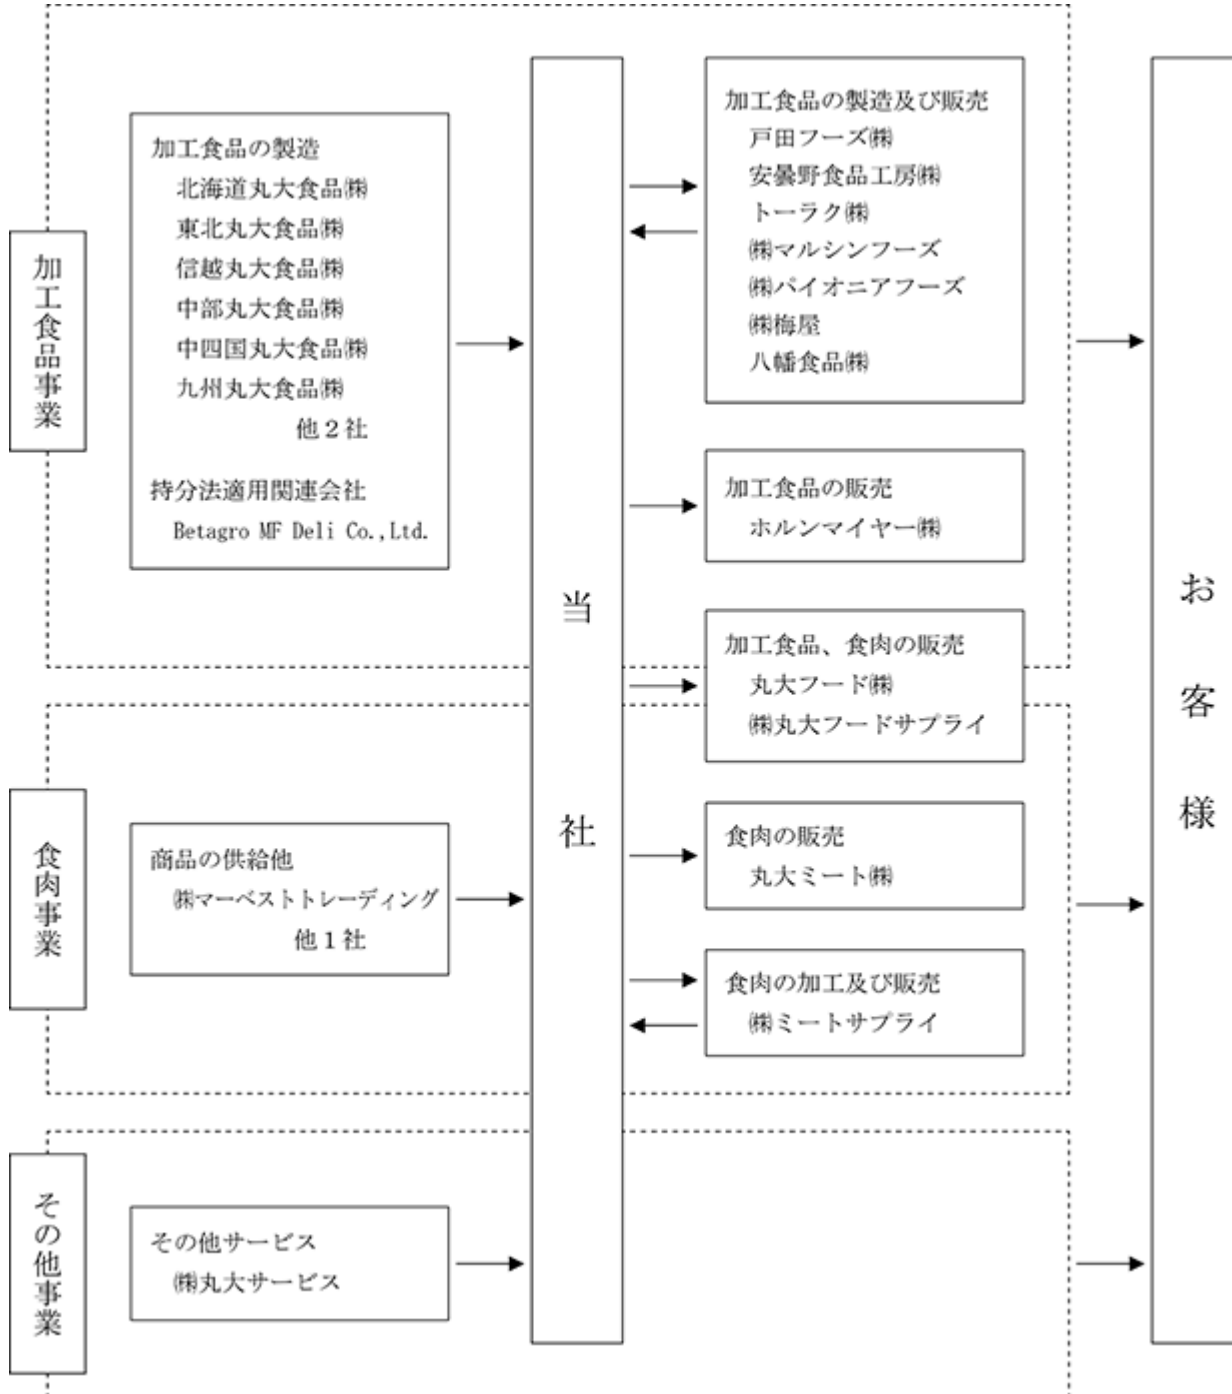 加工食品事業
加工食品の製造
北海道丸大食品㈱
東北丸大食品㈱
信越丸大食品㈱
中部丸大食品㈱
中四国丸大食品㈱
九州丸大食品㈱
他２社
持分法適用関連会社
Betagro MF Deli Co.,Ltd.
食肉事業
商品の供給他
㈱マーベストトレーディング
他１社
その他事業
その他サービス
㈱丸大サービス
当社
加工食品の製造及び販売
戸田フーズ㈱
安曇野食品工房㈱
トーラク㈱
㈱マルシンフーズ
㈱パイオニアフーズ
㈱梅屋
八幡食品㈱
加工食品の販売
ホルンマイヤー㈱
加工食品、食肉の販売
丸大フード㈱
㈱丸大フードサプライ
食肉の販売
丸大ミート㈱
食肉の加工及び販売
㈱ミートサプライ
お客様